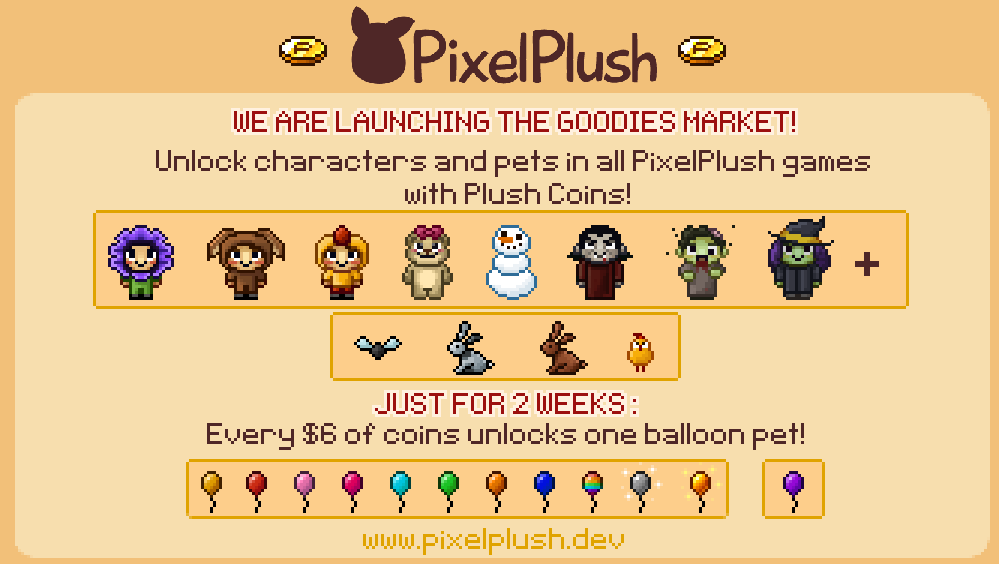 PixelPlush
WE ARE LAUNCHING THE GOODIES MARKET!
Unlock characters and pets in all PixelPlush games
with Plush Coins!
+
JUST FOR 2 WEEKS:
Every $6 of coins unlocks one balloon pet!
www.pixelplush.dev